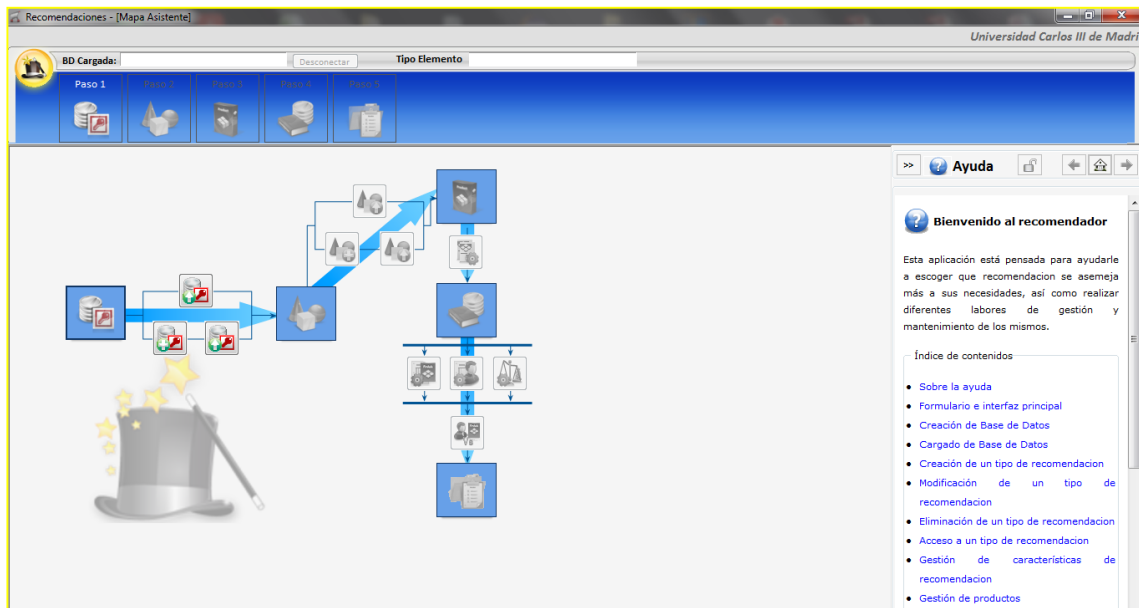 Recomendaciones - [Mapa Asistente]
Universidad Carlos III de Madri
BD Cargada:
Desconectar
Tipo Elemento
Paso 1
Paso 2
Paso 3
Paso 4
Paso 5
>>
Ayuda
Bienvenido al recomendador
Esta aplicación está pensada para ayudarle
a escoger que recomendacion se asemeja
más a sus necesidades, así como realizar
diferentes labores de gestión y
mantenimiento de los mismos.
Índice de contenidos
Sobre la ayuda
Formulario e interfaz principal
Creación de Base de Datos
Cargado de Base de Datos
Creación de un tipo de recomendacion
Modificación de un tipo de
recomendacion
Eliminación de un tipo de recomendacion
Acceso a un tipo de recomendacion
Gestión de características de
recomendacion
Gestión de productos